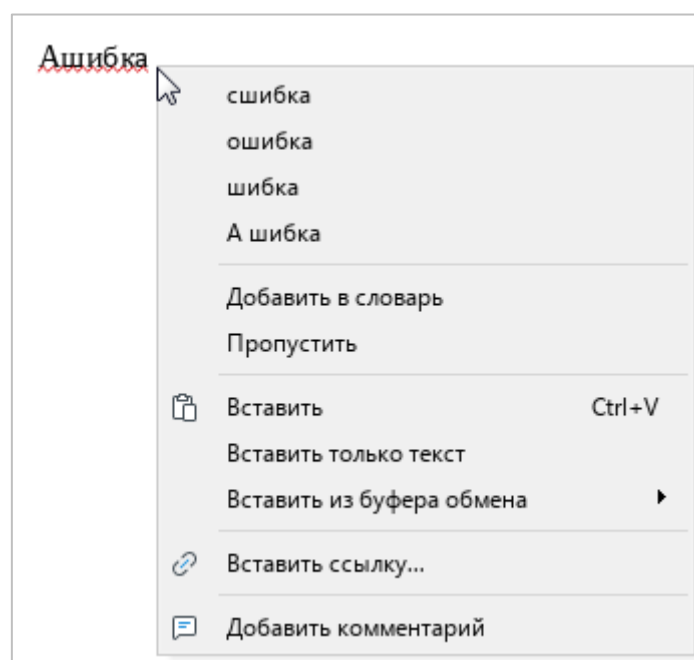 Ашибка
сшибка
ошибка
шибка
А шибка
Добавить в словарь
Пропустить
Вставить Ctrl+V
Вставить только текст
Вставить из буфера обмена
Вставить ссылку...
Добавить комментарий